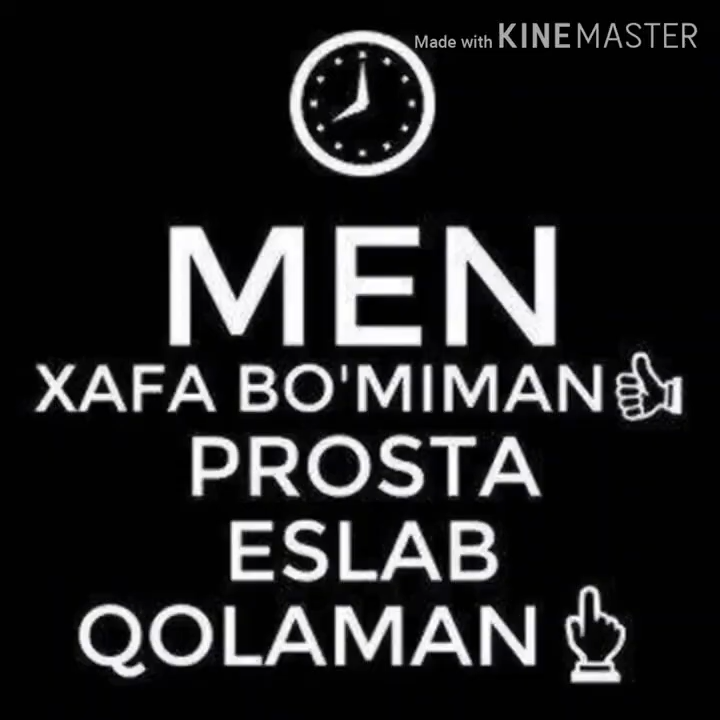 Made with KINEMASTER
MEN
XAFA BO'MIMAN
PROSTA
ESLAB
QOLAMAN